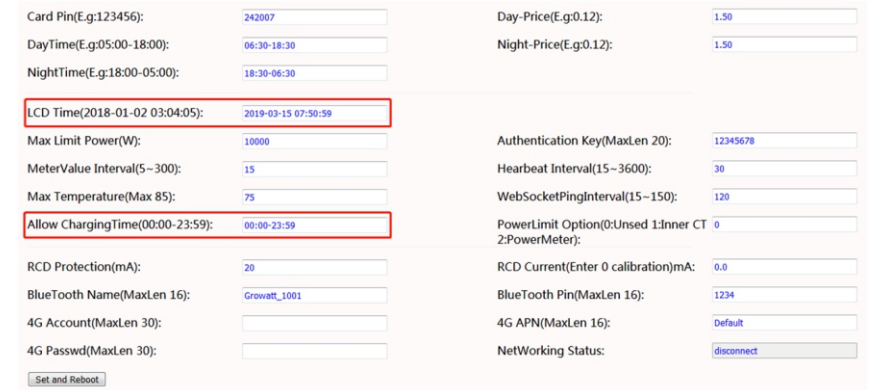 Card Pin(E.g:123456): 242007 Day-Price(E.g:0.12): 1.50
DayTime(E.g:05:00-18:00): 06:30-18:30 Night-Price(E.g:0.12): 1.50
NightTime(E.g:18:00-05:00): 18:30-06:30
LCD Time(2018-01-02 03:04:05): 2019-03-15 07:50:59
Max Limit Power(W): 10000 Authentication Key(MaxLen 20): 12345678
MeterValue Interval(5~300): 15 Hearbeat Interval(15~3600): 30
Max Temperature(Max 85): 75 WebSocketPingInterval(15~150): 120
Allow ChargingTime(00:00-23:59): 00:00-23:59 PowerLimit Option(0:Unsed 1:Inner CT 0
2:PowerMeter):
RCD Protection(mA): 20 RCD Current(Enter 0 calibration)mA: 0.0
BlueTooth Name(MaxLen 16): Growatt_1001 BlueTooth Pin(MaxLen 16): 1234
4G Account(MaxLen 30): 4G APN(MaxLen 16): Default
4G Passwd(MaxLen 30): NetWorking Status: disconnect
Set and Reboot